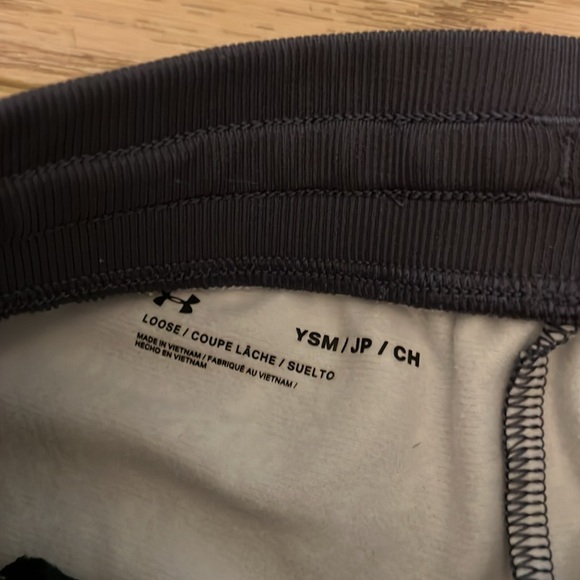 LOOSE / COUPE LÂCHE / SUELTO
MADE IN VIETNAM / FABRIQUÉ AU VIETNAM /
HECHO EN VIETNAM
YSM / JP / CH